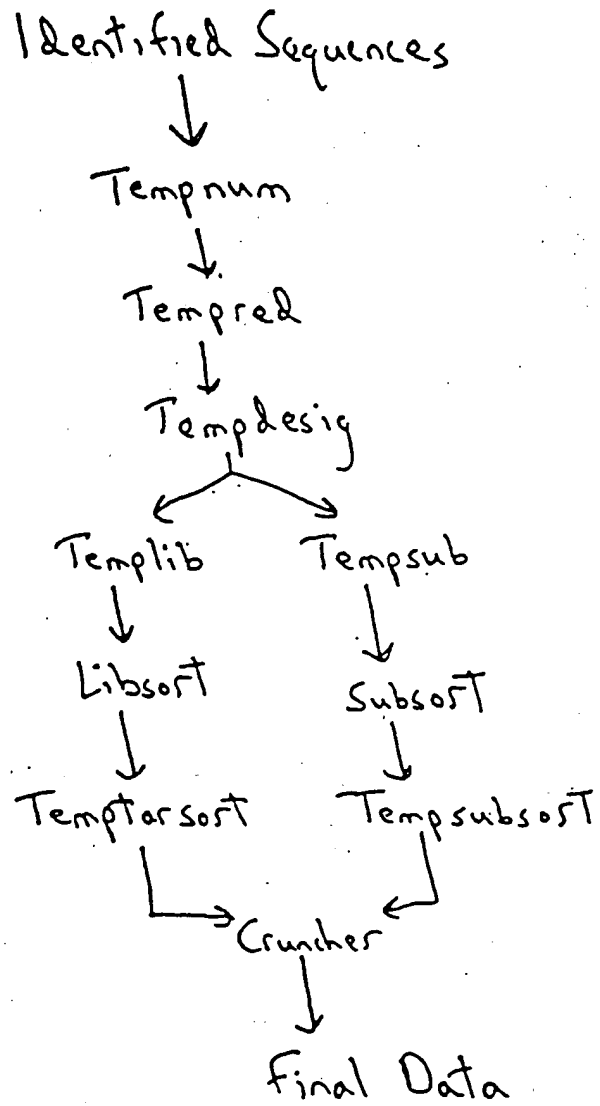 Identified Sequences
Tempnum
Tempred
Tempdesig
Templib Tempsub
Libsort Subsort
Temptarsort Tempsubsort
Cruncher
Final Data